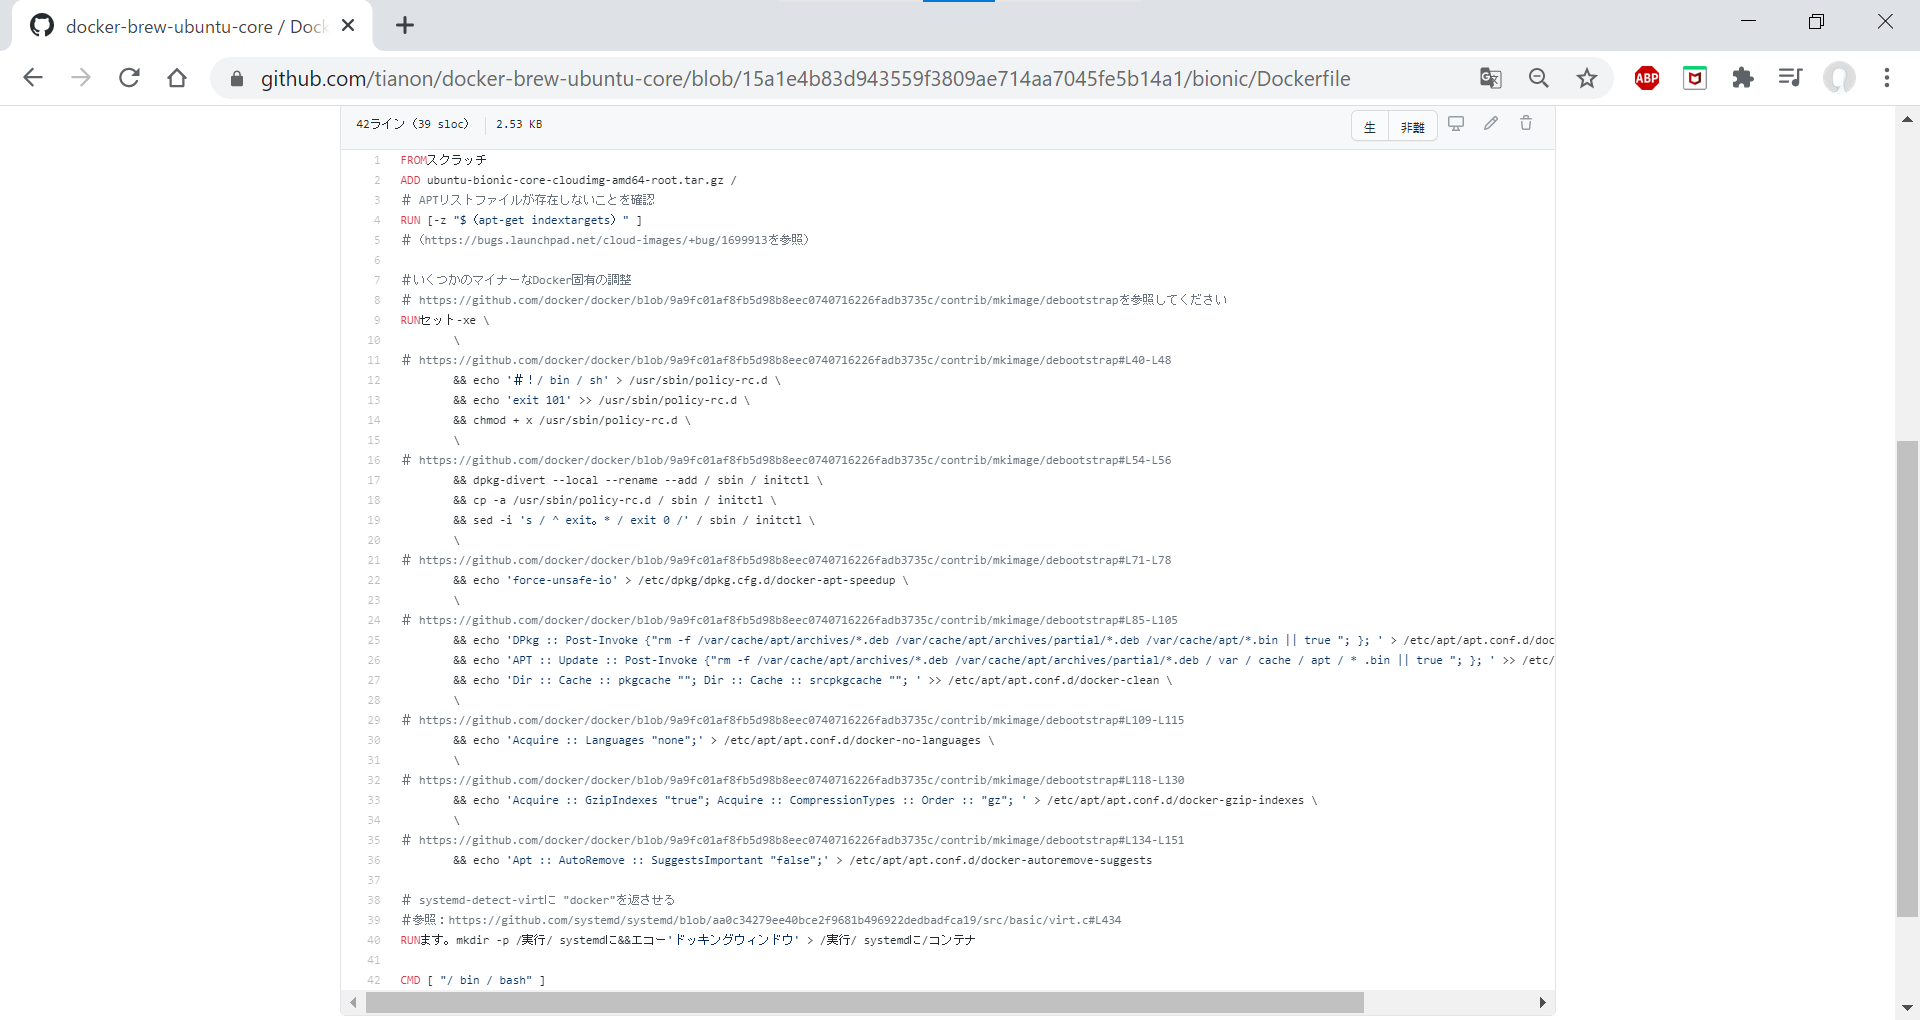 docker-brew-ubuntu-core / Dock
github.com/tianon/docker-brew-ubuntu-core/blob/15a1e4b83d943559f3809ae714aa7045fe5b14a1/bionic/Dockerfile
ABP
42ライン（39 sloc） 2.53 KB
生 非難
1 FROMスクラッチ
2 ADD ubuntu-bionic-core-cloudimg-amd64-root.tar.gz /
3 ＃ APTリストファイルが存在しないことを確認
4 RUN [-z "$（apt-get indextargets）" ]
5 ＃（https://bugs.launchpad.net/cloud-images/+bug/1699913を参照）
6
7 ＃いくつかのマイナーなDocker固有の調整
8 ＃ https://github.com/docker/docker/blob/9a9fc01af8fb5d98b8eec0740716226fadb3735c/contrib/mkimage/debootstrapを参照してください
9 RUNセット-xe \
10 \
11 ＃ https://github.com/docker/docker/blob/9a9fc01af8fb5d98b8eec0740716226fadb3735c/contrib/mkimage/debootstrap#L40-L48
12 && echo '＃！/ bin / sh' > /usr/sbin/policy-rc.d \
13 && echo 'exit 101' >> /usr/sbin/policy-rc.d \
14 && chmod + x /usr/sbin/policy-rc.d \
15 \
16 ＃ https://github.com/docker/docker/blob/9a9fc01af8fb5d98b8eec0740716226fadb3735c/contrib/mkimage/debootstrap#L54-L56
17 && dpkg-divert --local --rename --add / sbin / initctl \
18 && cp -a /usr/sbin/policy-rc.d / sbin / initctl \
19 && sed -i 's / ^ exit。* / exit 0 /' / sbin / initctl \
20 \
21 ＃ https://github.com/docker/docker/blob/9a9fc01af8fb5d98b8eec0740716226fadb3735c/contrib/mkimage/debootstrap#L71-L78
22 && echo 'force-unsafe-io' > /etc/dpkg/dpkg.cfg.d/docker-apt-speedup \
23 \
24 ＃ https://github.com/docker/docker/blob/9a9fc01af8fb5d98b8eec0740716226fadb3735c/contrib/mkimage/debootstrap#L85-L105
25 && echo 'DPkg :: Post-Invoke {"rm -f /var/cache/apt/archives/*.deb /var/cache/apt/archives/partial/*.deb /var/cache/apt/*.bin || true "; }; ' > /etc/apt/apt.conf.d/doc
26 && echo 'APT :: Update :: Post-Invoke {"rm -f /var/cache/apt/archives/*.deb /var/cache/apt/archives/partial/*.deb / var / cache / apt / * .bin || true "; }; ' >> /etc/
27 && echo 'Dir :: Cache :: pkgcache ""; Dir :: Cache :: srcpkgcache ""; ' >> /etc/apt/apt.conf.d/docker-clean \
28 \
29 ＃ https://github.com/docker/docker/blob/9a9fc01af8fb5d98b8eec0740716226fadb3735c/contrib/mkimage/debootstrap#L109-L115
30 && echo 'Acquire :: Languages "none";' > /etc/apt/apt.conf.d/docker-no-languages \
31 \
32 ＃ https://github.com/docker/docker/blob/9a9fc01af8fb5d98b8eec0740716226fadb3735c/contrib/mkimage/debootstrap#L118-L130
33 && echo 'Acquire :: GzipIndexes "true"; Acquire :: CompressionTypes :: Order :: "gz"; ' > /etc/apt/apt.conf.d/docker-gzip-indexes \
34 \
35 ＃ https://github.com/docker/docker/blob/9a9fc01af8fb5d98b8eec0740716226fadb3735c/contrib/mkimage/debootstrap#L134-L151
36 && echo 'Apt :: AutoRemove :: SuggestsImportant "false";' > /etc/apt/apt.conf.d/docker-autoremove-suggests
37
38 ＃ systemd-detect-virtに "docker"を返させる
39 ＃参照：https://github.com/systemd/systemd/blob/aa0c34279ee40bce2f9681b496922dedbadfca19/src/basic/virt.c#L434
40 RUNます。mkdir -p /実行/ systemdに&&エコー'ドッキングウィンドウ' > /実行/ systemdに/コンテナ
41
42 CMD [ "/ bin / bash" ]